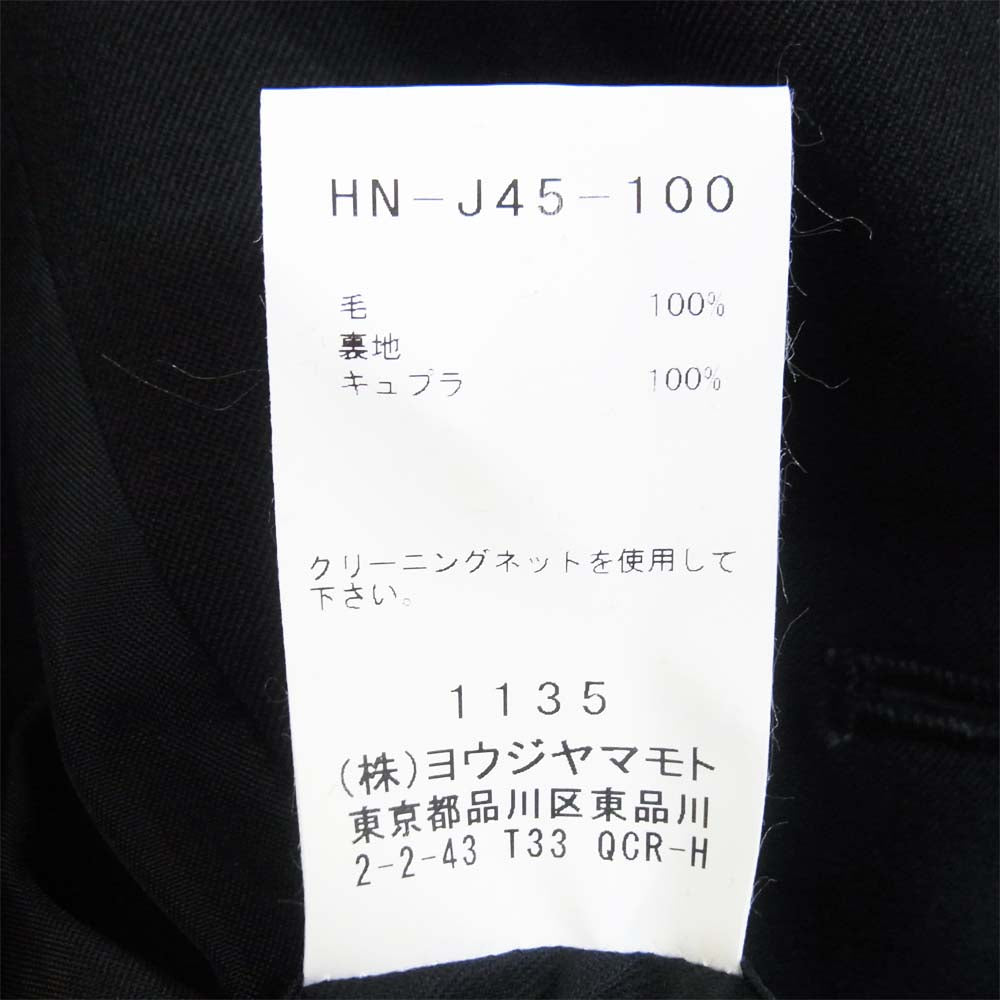 HN-J45-100
毛 100%
裏地
キュプラ 100%
クリーニングネットを使用して
下さい。
1135
(株)ヨウジヤマモト
東京都品川区東品川
2-2-43 T33 QCR-H